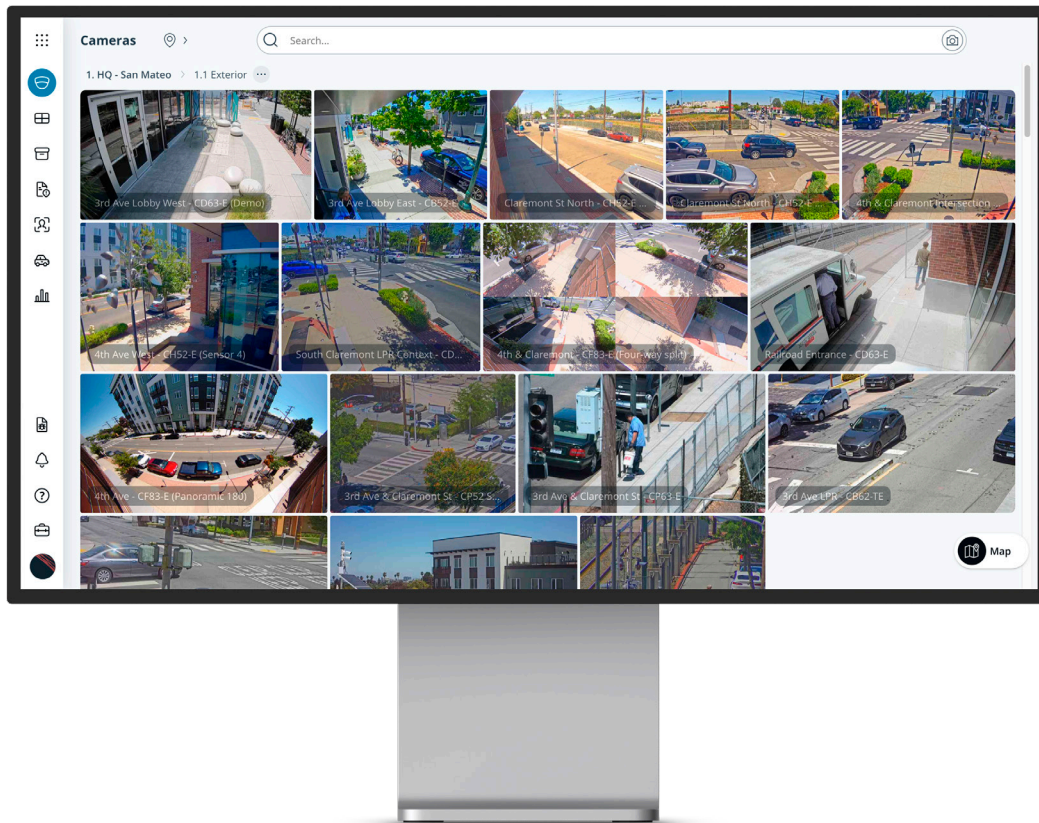 Cameras
Search...
1. HQ - San Mateo > 1.1 Exterior ...
3rd Ave Lobby West - CD63-E (Demo)
3rd Ave Lobby East - CB52-E
Claremont St North - CH52-E ...
Claremont St North - CH52-E
4th & Claremont Intersection
4th Ave West - CH52-E (Sensor 4)
South Claremont LPR Context - CD...
4th & Claremont - CF83-E (Four-way split)
Railroad Entrance - CD63-E
4th Ave - CF83-E (Panoramic 180)
3rd Ave & Claremont St - CP52 S...
3rd Ave & Claremont St - CP63-E
3rd Ave LPR - CB62-TE
Map